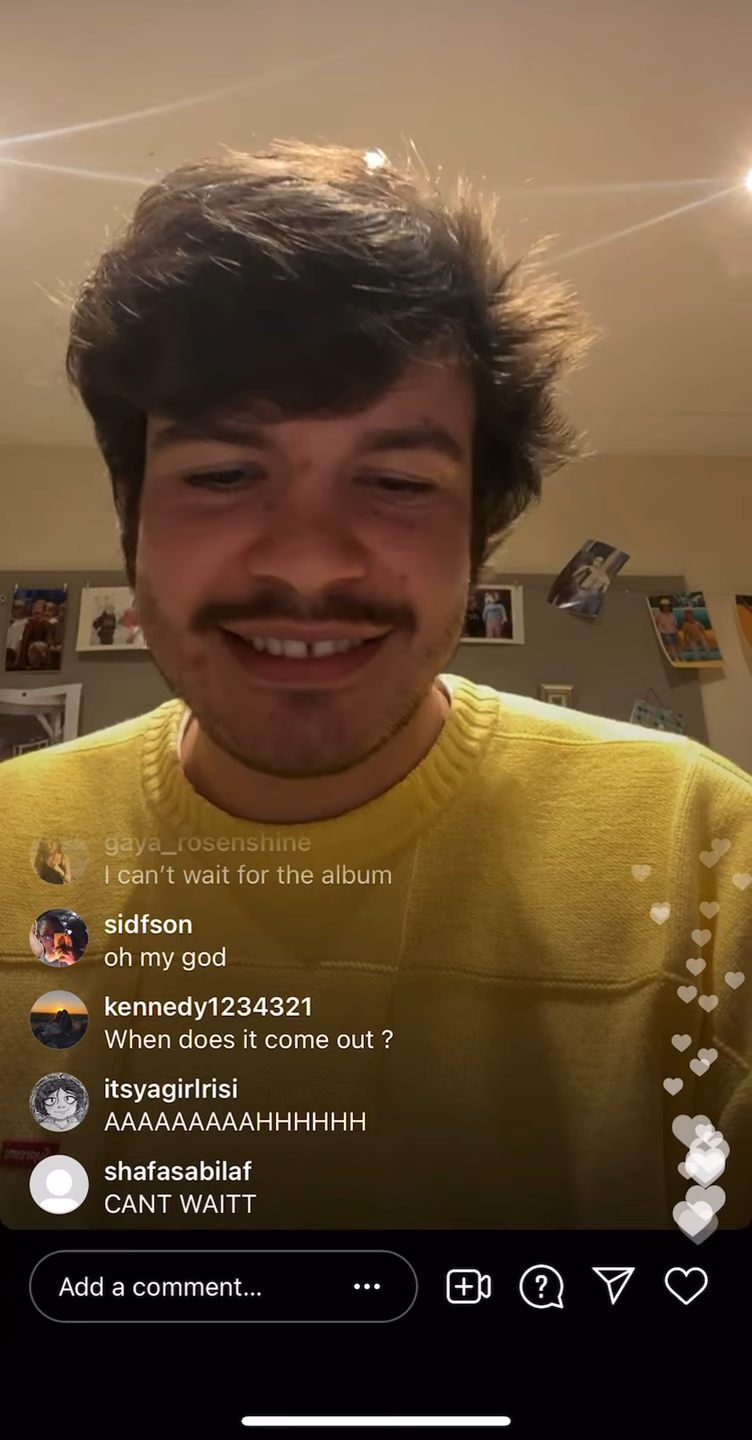 gaya_rosenshine
I can’t wait for the album
sidfson
oh my god
kennedy1234321
When does it come out ?
itsyagirlrisi
AAAAAAAAAHHHHHH
shafasabilaf
CANT WAITT
Supreme
Add a comment...